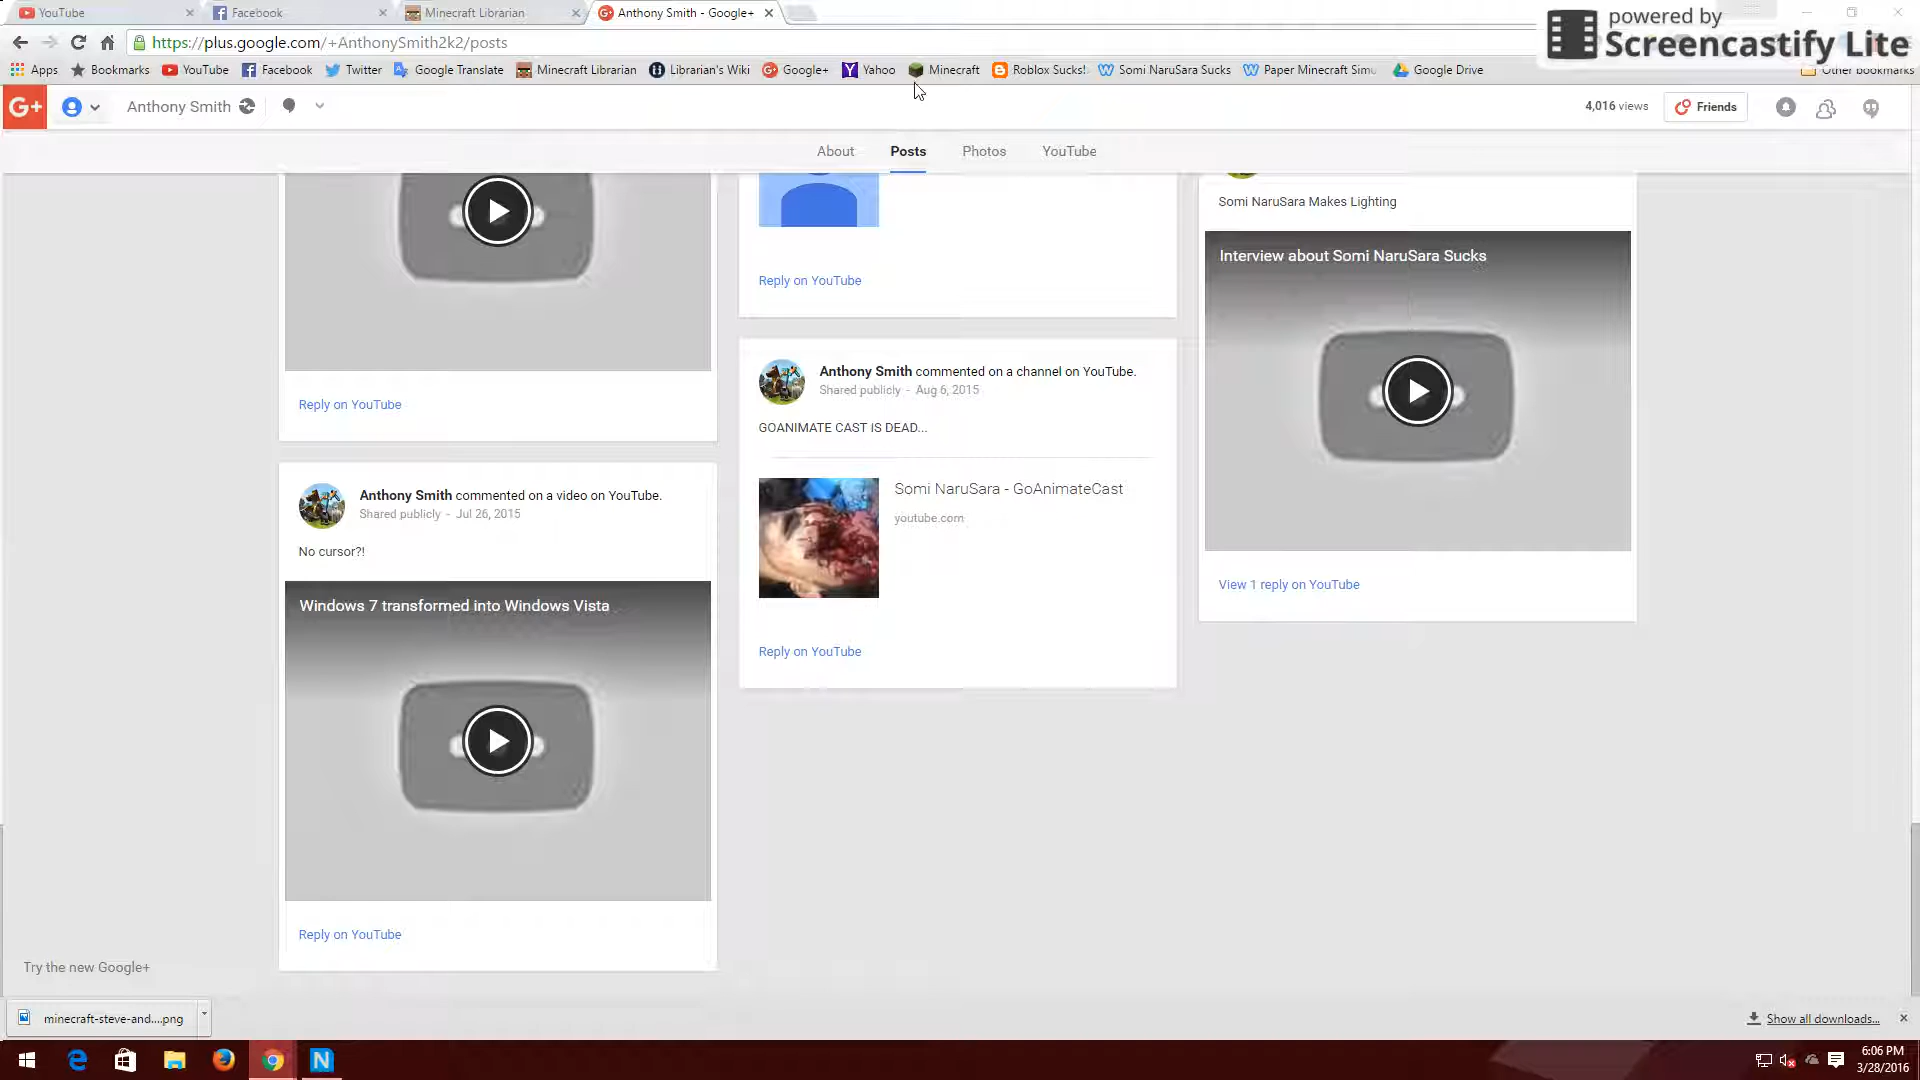 YouTube
Facebook
Minecraft Librarian
Anthony Smith - Google+
powered by
Screencastify Lite
https://plus.google.com/+AnthonySmith2k2/posts
Apps
Bookmarks
YouTube
Facebook
Twitter
Google Translate
Minecraft Librarian
Librarian's Wiki
Google+
Yahoo
Minecraft
Roblox Sucks!
Somi NaruSara Sucks
Paper Minecraft Simu
Google Drive
Other bookmarks
G+
Anthony Smith
4,016 views
Friends
About
Posts
Photos
YouTube
Reply on YouTube
Anthony Smith commented on a video on YouTube.
Shared publicly - Jul 26, 2015
No cursor?!
Windows 7 transformed into Windows Vista
Reply on YouTube
Reply on YouTube
Anthony Smith commented on a channel on YouTube.
Shared publicly - Aug 6, 2015
GOANIMATE CAST IS DEAD...
Somi NaruSara - GoAnimateCast
youtube.com
Reply on YouTube
Somi NaruSara Makes Lighting
Interview about Somi NaruSara Sucks
View 1 reply on YouTube
Try the new Google+
minecraft-steve-and....png
Show all downloads...
N
6:06 PM
3/28/2016